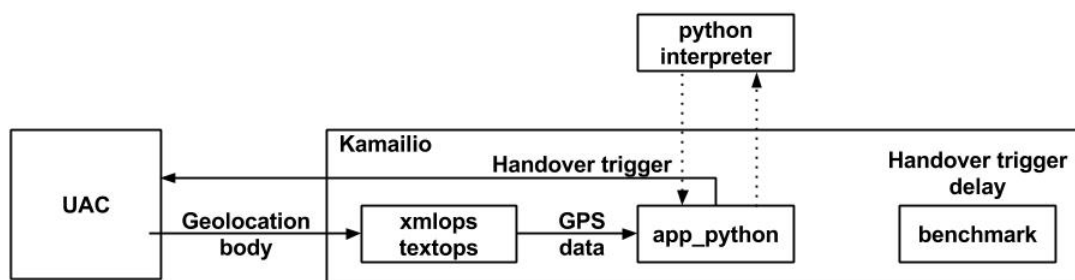 python
interpreter
Kamailio
Handover trigger
Handover trigger
delay
UAC
Geolocation
body
xmlops
textops
GPS
data
app_python
benchmark